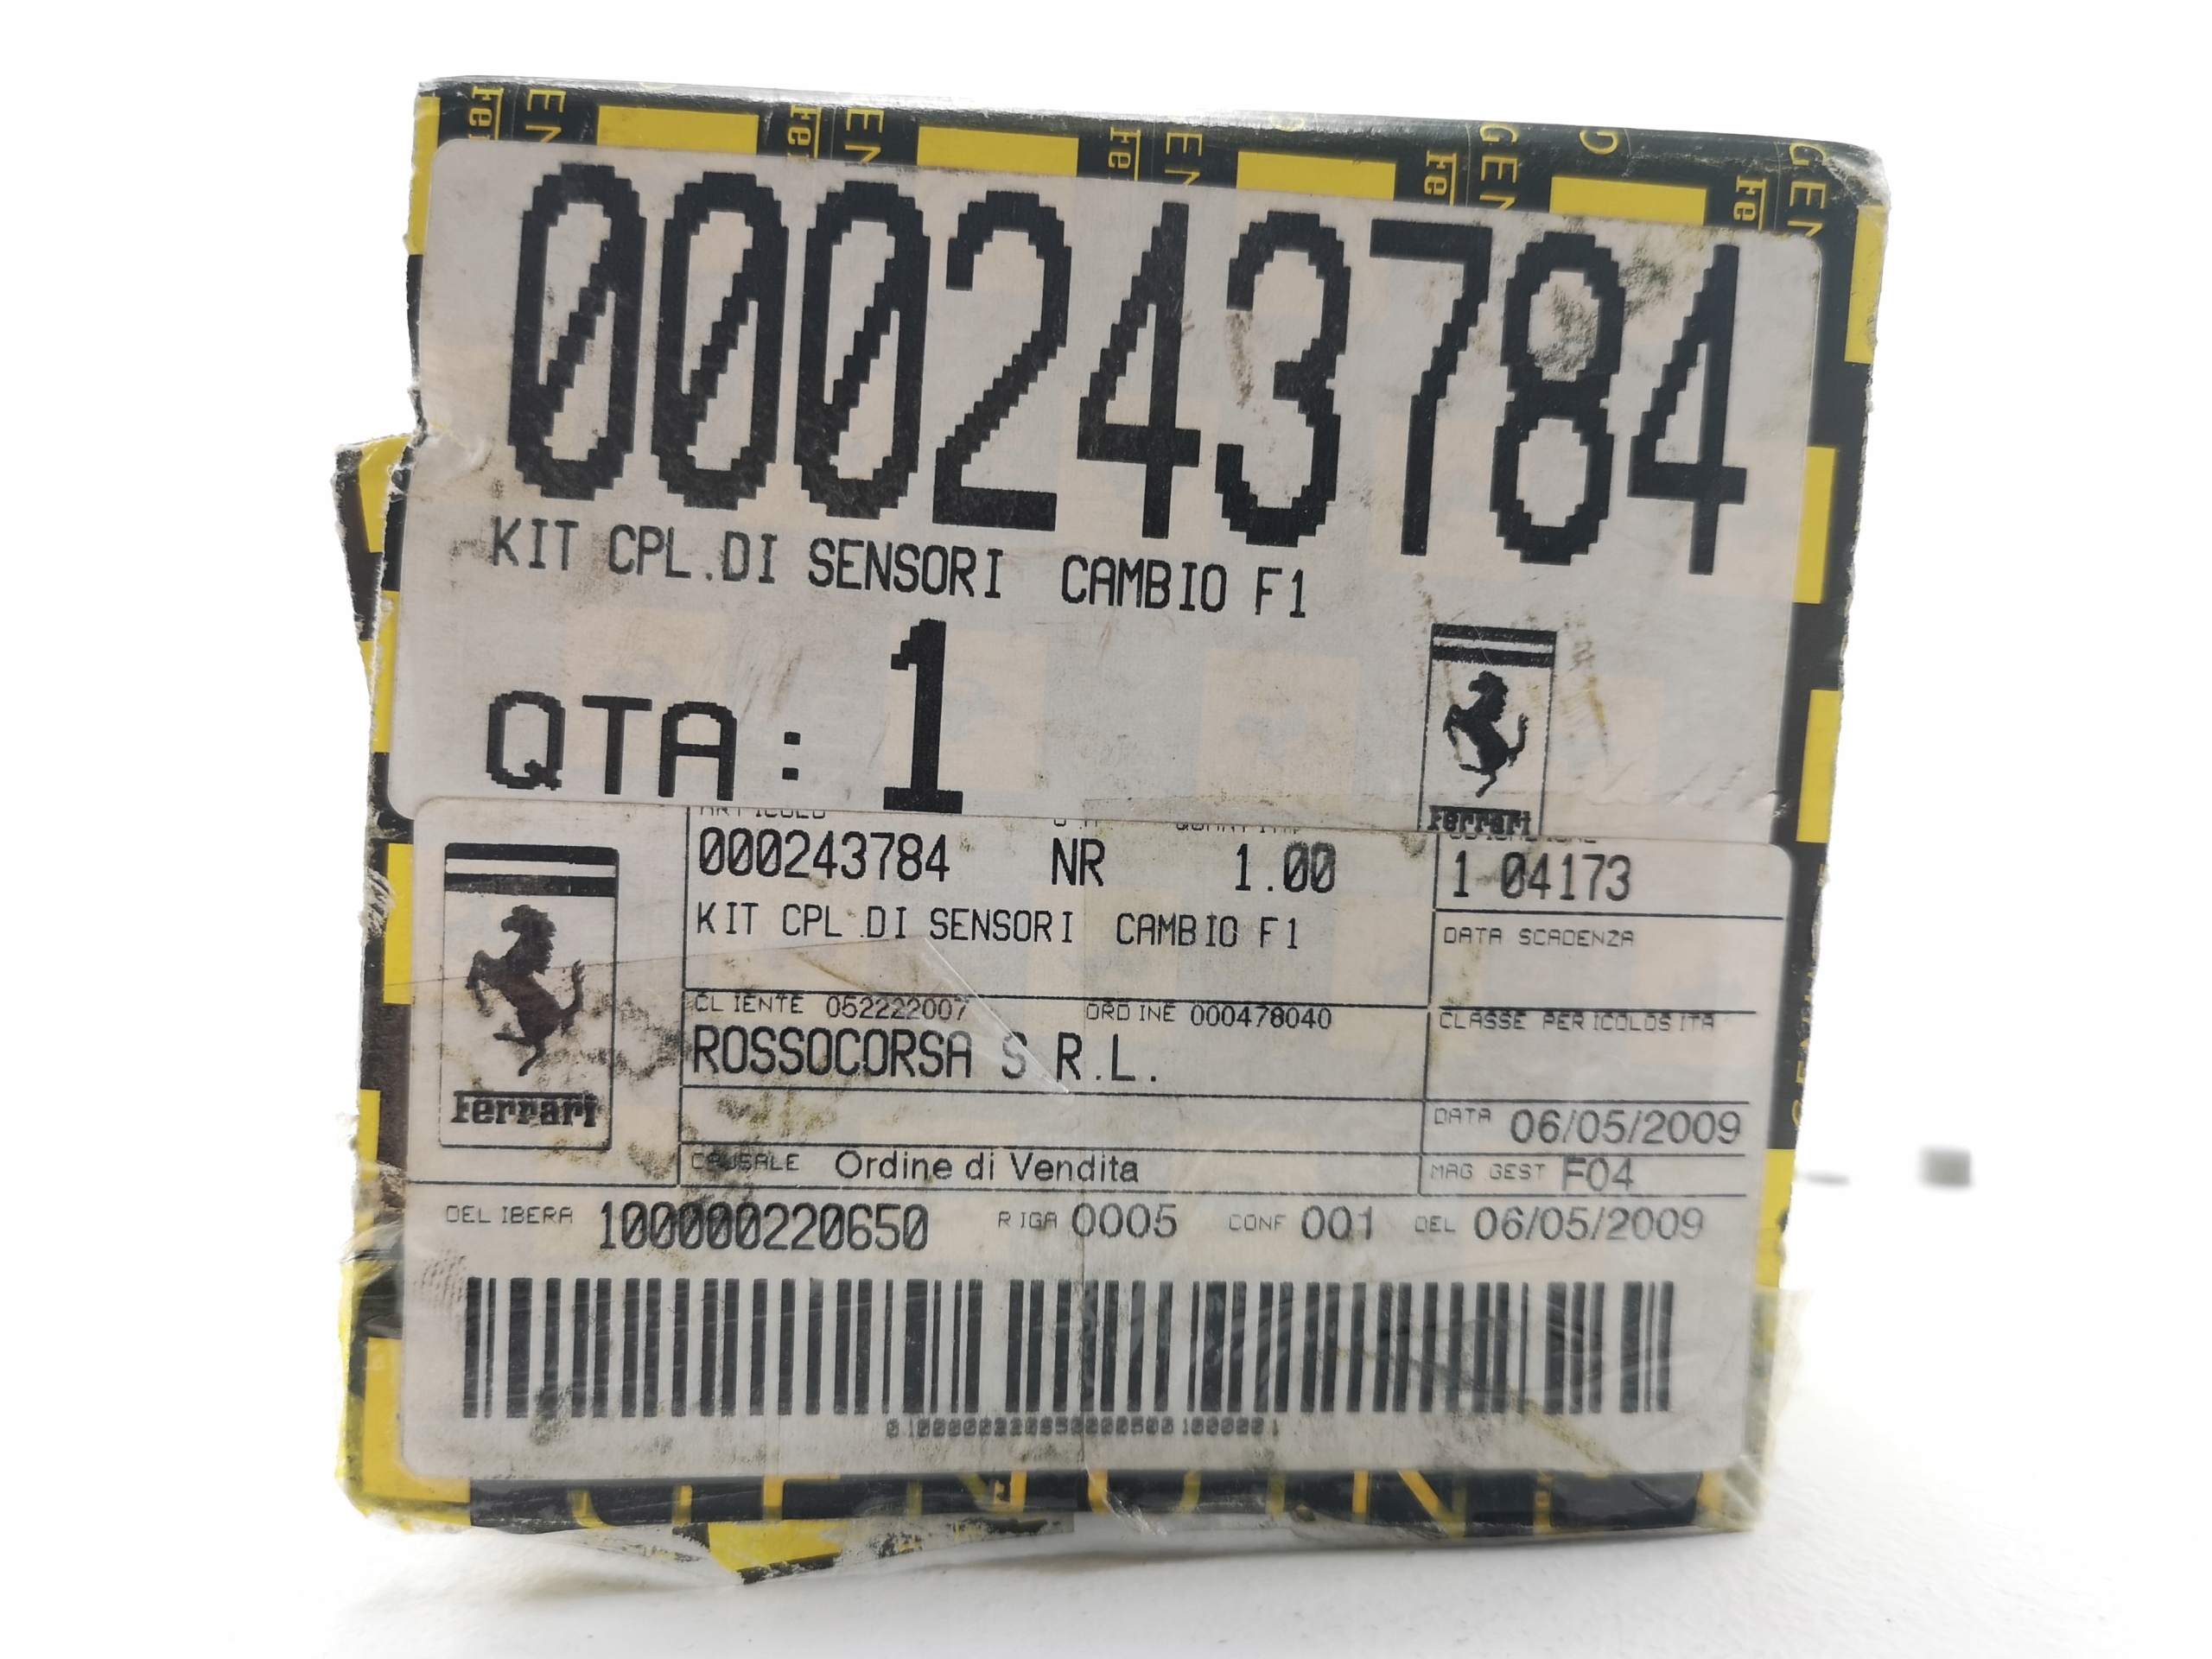 000243784
KIT CPL.DI SENSORI CAMBIO F1
QTA: 1
Ferrari
ARTICOLO
000243784 NR 1.00 1 04173
KIT CPL.DI SENSORI CAMBIO F1
DATA SCADENZA
CLIENTE 052222007 ORDINE 000478040
CLASSE PERICOLOSITA
ROSSOCORSA S.R.L.
Ferrari
DATA 06/05/2009
CAUSALE Ordine di Vendita
MAG GEST F04
DELIBERA 100000220650 RIGA 0005 CONF 001 DEL 06/05/2009